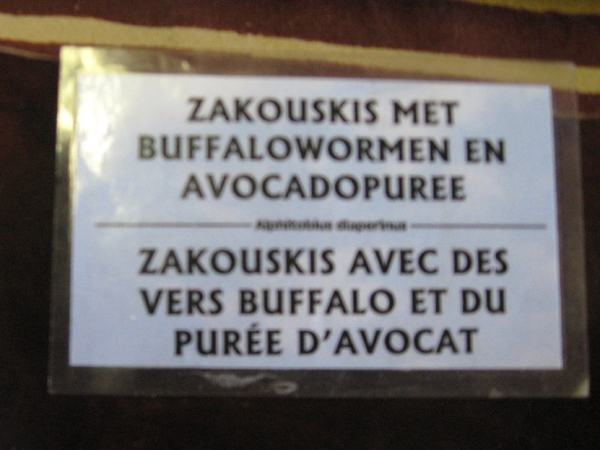 ZAKOUSKIS MET
BUFFALOWORMEN EN
AVOCADOPUREE
Alphitobius diaperinus
ZAKOUSKIS AVEC DES
VERS BUFFALO ET DU
PURÉE D'AVOCAT